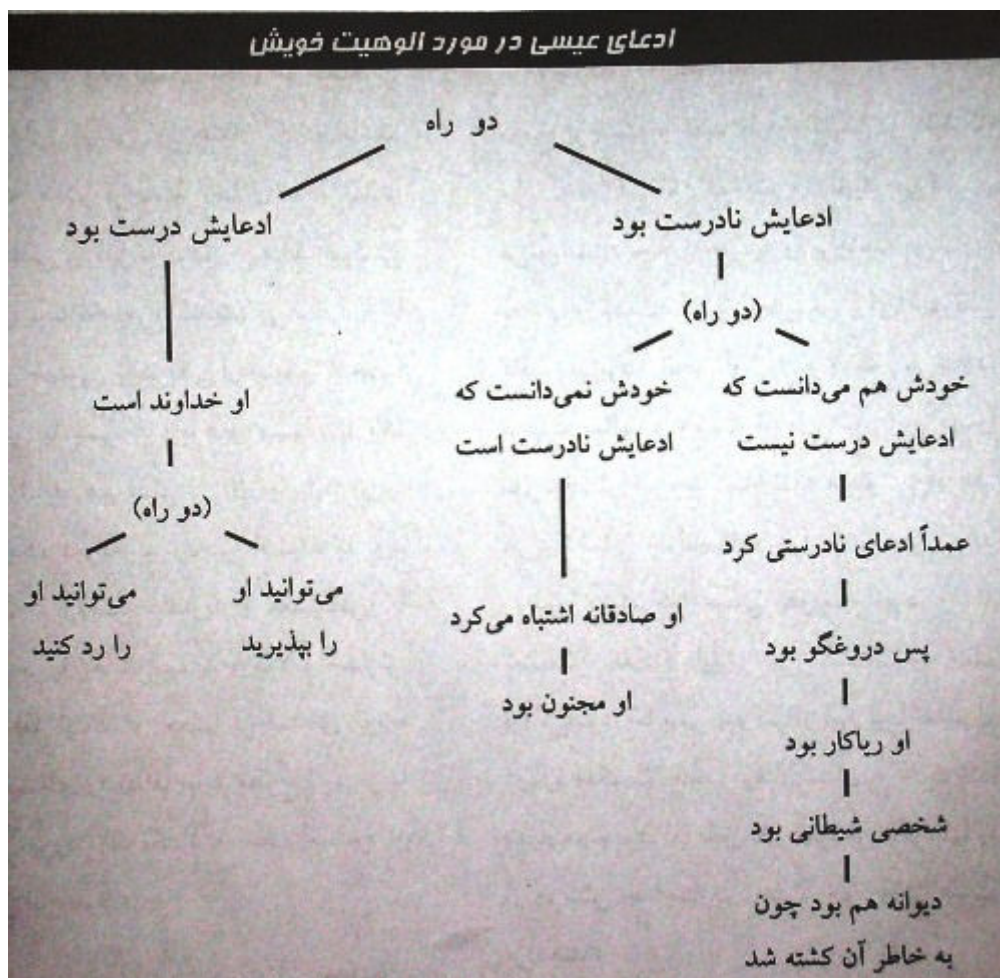 ادعای عیسی در مورد الوهیت خویش
دو راه
ادعایش نادرست بود
ادعایش درست بود
(دو راه)
خودش هم می‌دانست که
ادعایش درست نیست
خودش نمی‌دانست که
ادعایش نادرست است
او خداوند است
(دو راه)
عمداً ادعای نادرستی کرد
می‌توانید او
را بپذیرید
می‌توانید او
را رد کنید
او صادقانه اشتباه می‌کرد
پس دروغگو بود
او مجنون بود
او ریاکار بود
شخصی شیطانی بود
دیوانه هم بود چون
به خاطر آن کشته شد